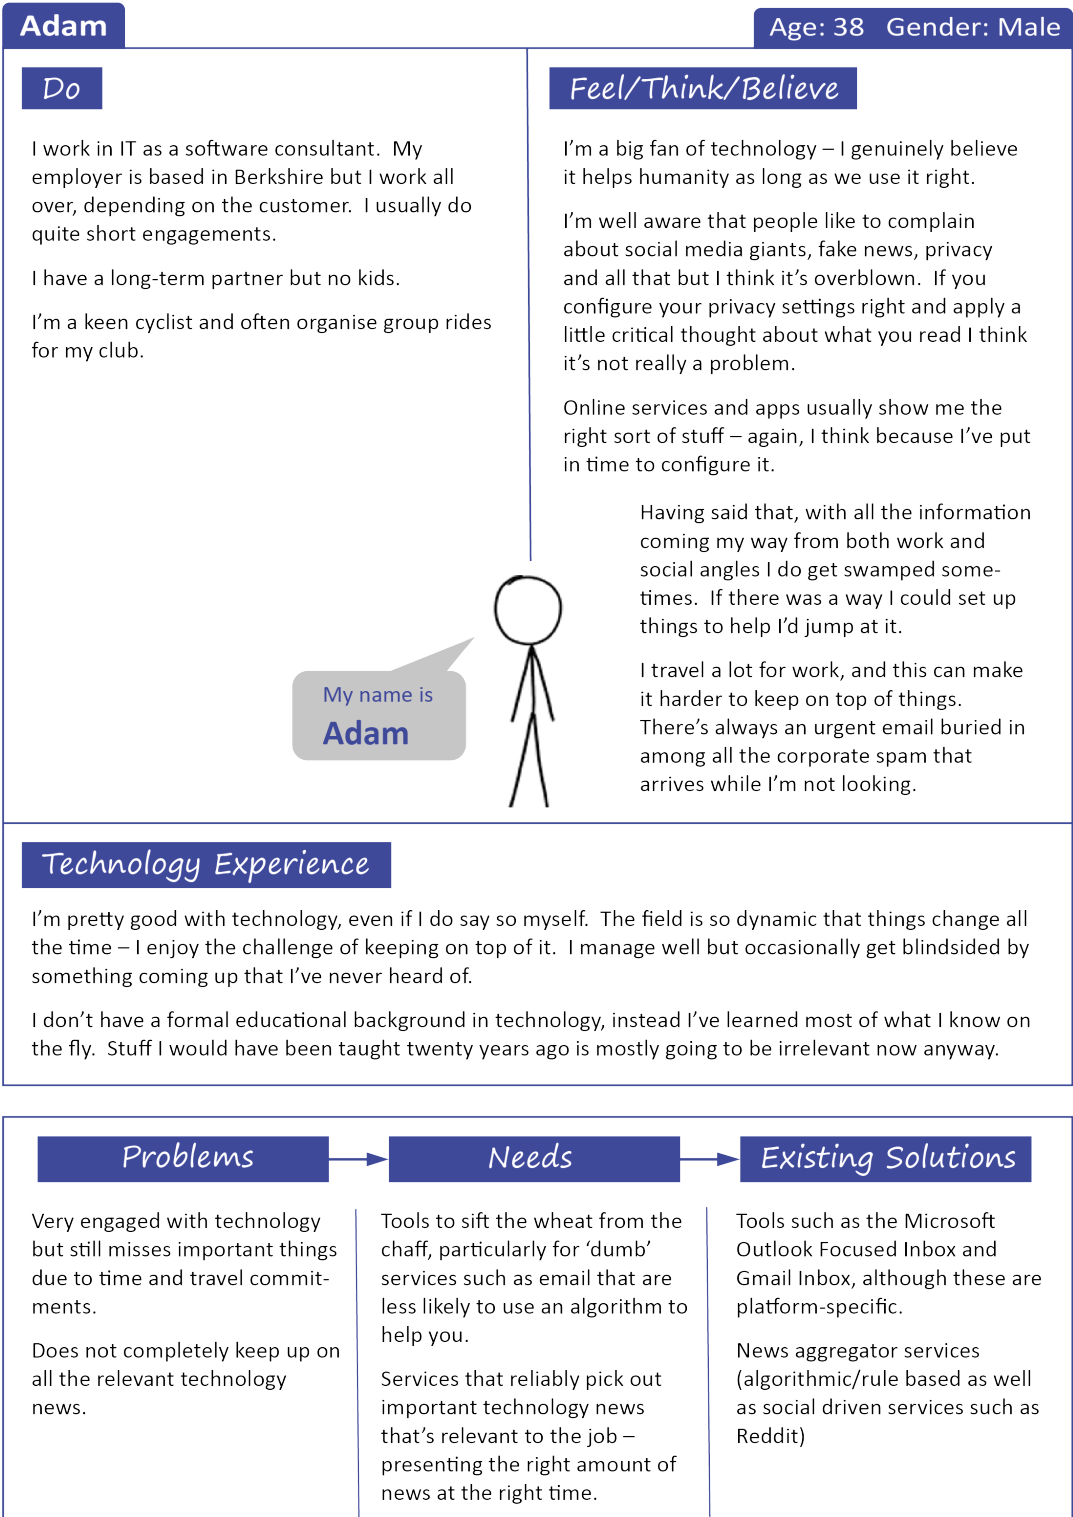 Adam
Age: 38   Gender: Male
Do
I work in IT as a software consultant.  My
employer is based in Berkshire but I work all
over, depending on the customer.  I usually do
quite short engagements.
I have a long-term partner but no kids.
I'm a keen cyclist and often organise group rides
for my club.
Feel/Think/Believe
I'm a big fan of technology – I genuinely believe
it helps humanity as long as we use it right.
I'm well aware that people like to complain
about social media giants, fake news, privacy
and all that but I think it's overblown.  If you
configure your privacy settings right and apply a
little critical thought about what you read I think
it's not really a problem.
Online services and apps usually show me the
right sort of stuff – again, I think because I've put
in time to configure it.
Having said that, with all the information
coming my way from both work and
social angles I do get swamped some-
times.  If there was a way I could set up
things to help I'd jump at it.
I travel a lot for work, and this can make
it harder to keep on top of things.
There's always an urgent email buried in
among all the corporate spam that
arrives while I'm not looking.
My name is
Adam
Technology Experience
I'm pretty good with technology, even if I do say so myself.  The field is so dynamic that things change all
the time – I enjoy the challenge of keeping on top of it.  I manage well but occasionally get blindsided by
something coming up that I've never heard of.
I don't have a formal educational background in technology, instead I've learned most of what I know on
the fly.  Stuff I would have been taught twenty years ago is mostly going to be irrelevant now anyway.
Problems
Very engaged with technology
but still misses important things
due to time and travel commit-
ments.
Does not completely keep up on
all the relevant technology
news.
Needs
Tools to sift the wheat from the
chaff, particularly for 'dumb'
services such as email that are
less likely to use an algorithm to
help you.
Services that reliably pick out
important technology news
that's relevant to the job –
presenting the right amount of
news at the right time.
Existing Solutions
Tools such as the Microsoft
Outlook Focused Inbox and
Gmail Inbox, although these are
platform-specific.
News aggregator services
(algorithmic/rule based as well
as social driven services such as
Reddit)